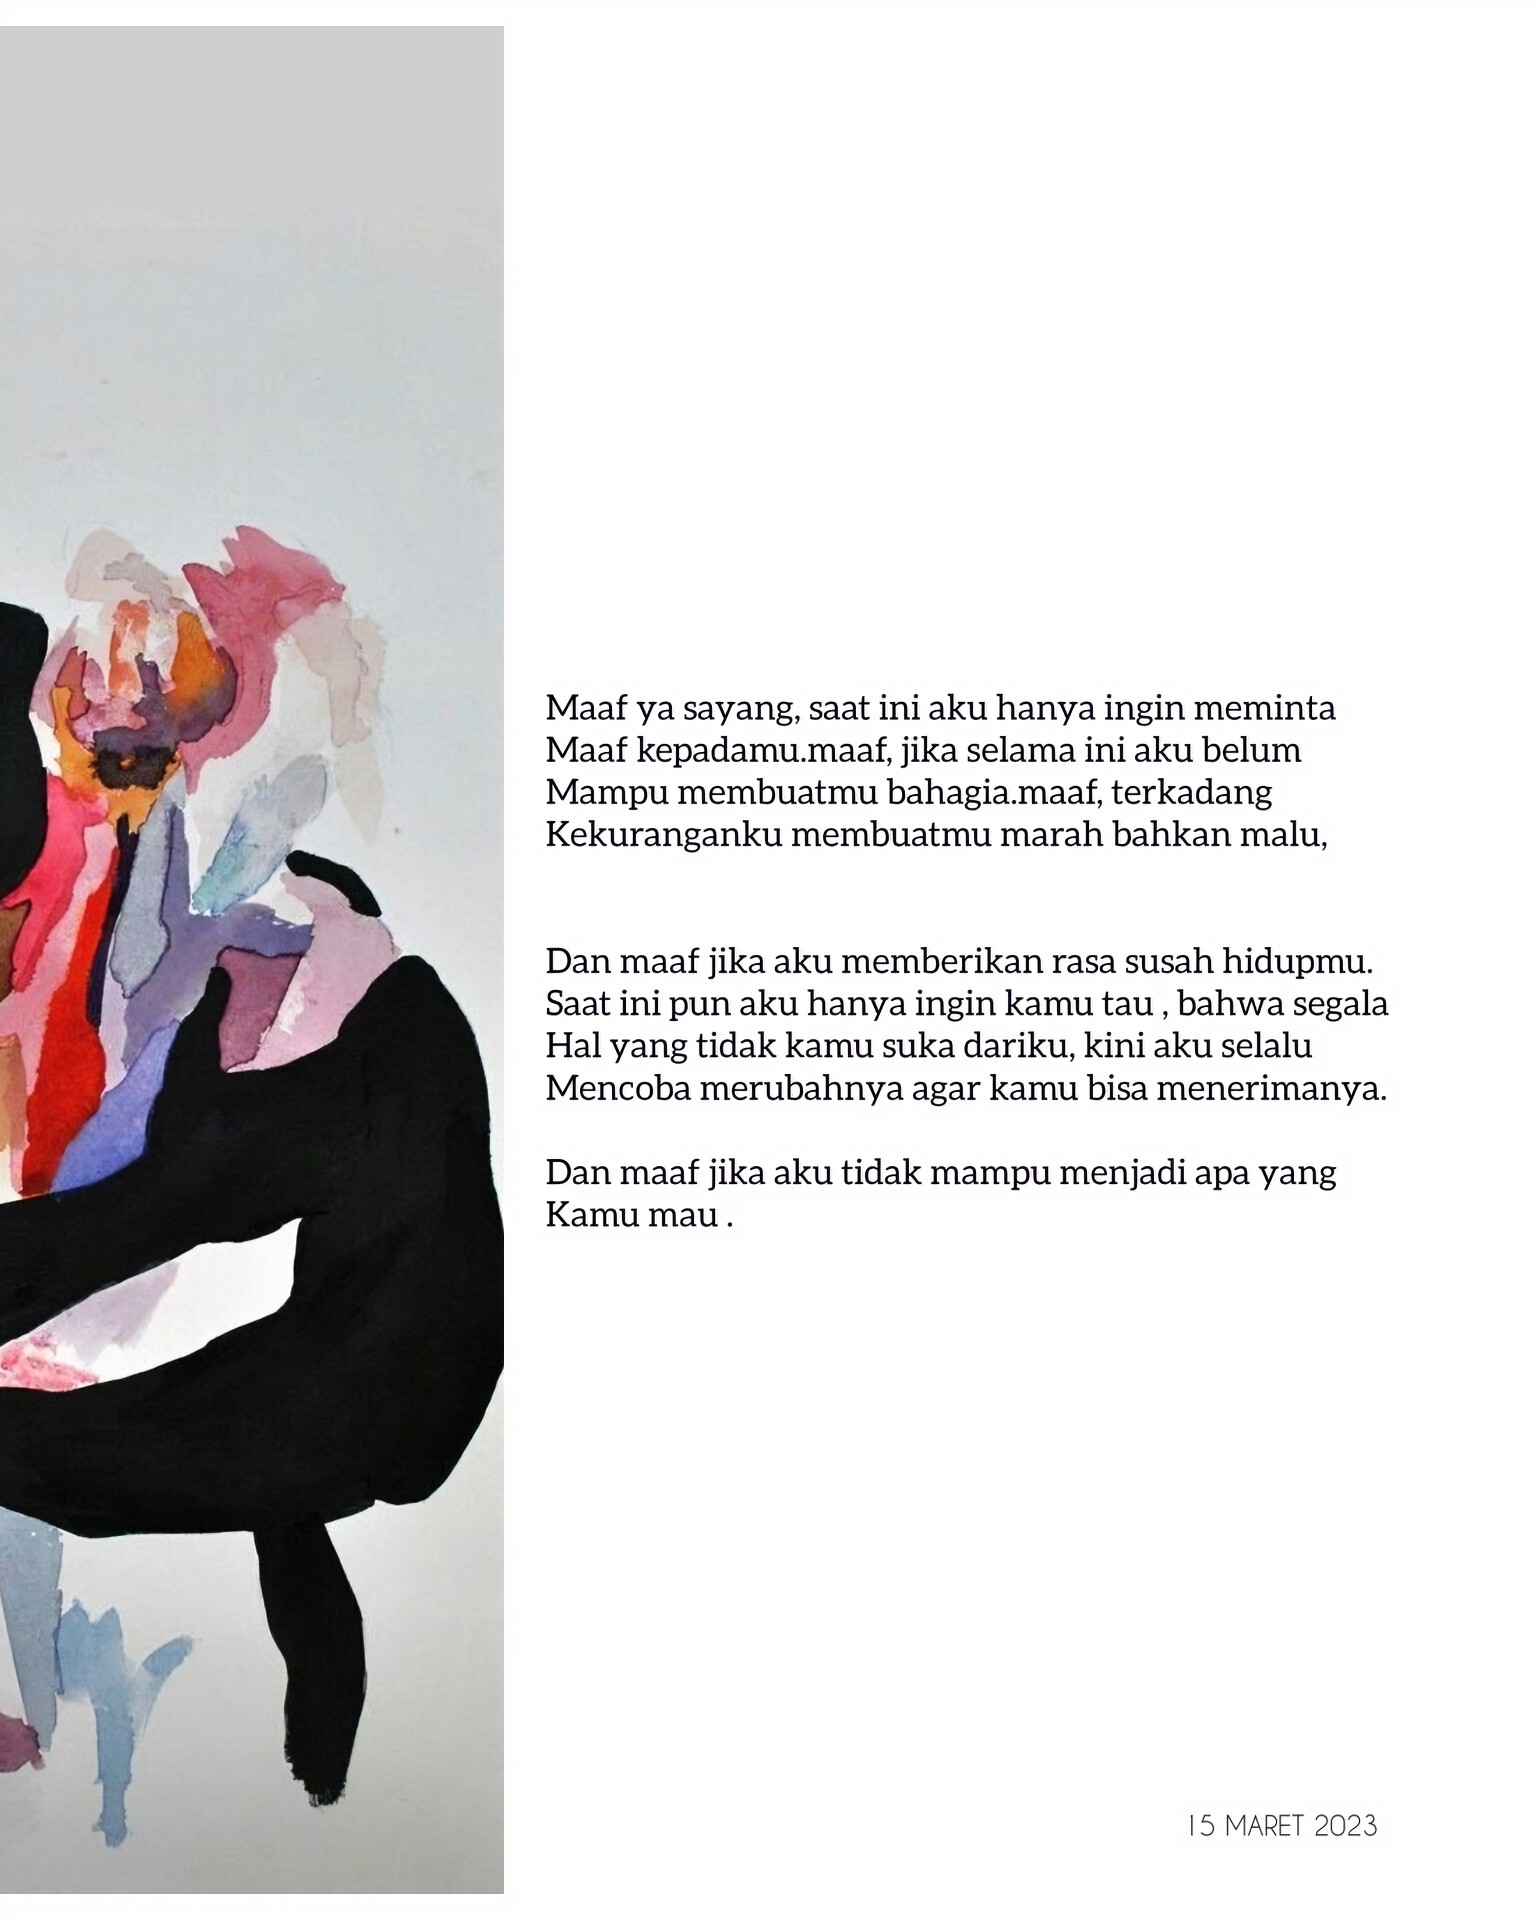 Maaf ya sayang, saat ini aku hanya ingin meminta
Maaf kepadamu.maaf, jika selama ini aku belum
Mampu membuatmu bahagia.maaf, terkadang
Kekuranganku membuatmu marah bahkan malu,
Dan maaf jika aku memberikan rasa susah hidupmu.
Saat ini pun aku hanya ingin kamu tau , bahwa segala
Hal yang tidak kamu suka dariku, kini aku selalu
Mencoba merubahnya agar kamu bisa menerimanya.
Dan maaf jika aku tidak mampu menjadi apa yang
Kamu mau .
15 MARET 2023